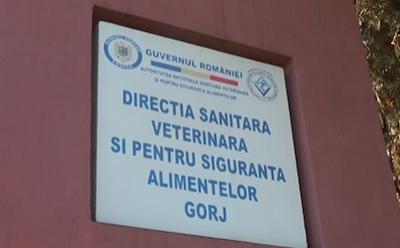 GUVERNUL ROMÂNIEI
AUTORITATEA NAȚIONALĂ SANITARĂ VETERINARĂ
ȘI PENTRU SIGURANȚA ALIMENTELOR
DIRECTIA SANITARA
VETERINARA
SI PENTRU SIGURANTA
ALIMENTELOR
GORJ